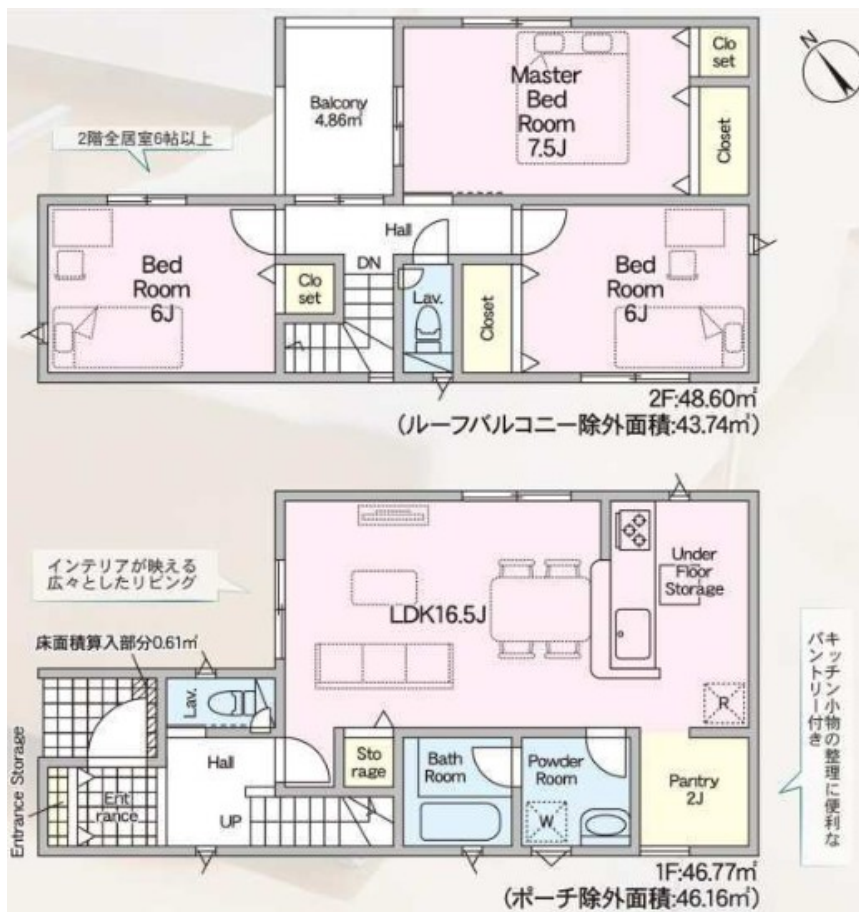 N
Clo
set
Master
Bed
Room
7.5J
Closet
Balcony
4.86㎡
2階全居室6帖以上
Hall
Bed
Room
6J
DN
Clo
set
Lav.
Closet
Bed
Room
6J
2F:48.60㎡
(ルーフバルコニー除外面積:43.74㎡)
インテリアが映える
広々としたリビング
LDK16.5J
Under
Floor
Storage
床面積算入部分0.61㎡
キッチン小物の整理に便利な
パントリー付き
Lav.
R
Entrance Storage
Hall
Sto
rage
Bath
Room
Powder
Room
Pantry
2J
Ent
rance
UP
W
1F:46.77㎡
(ポーチ除外面積:46.16㎡)